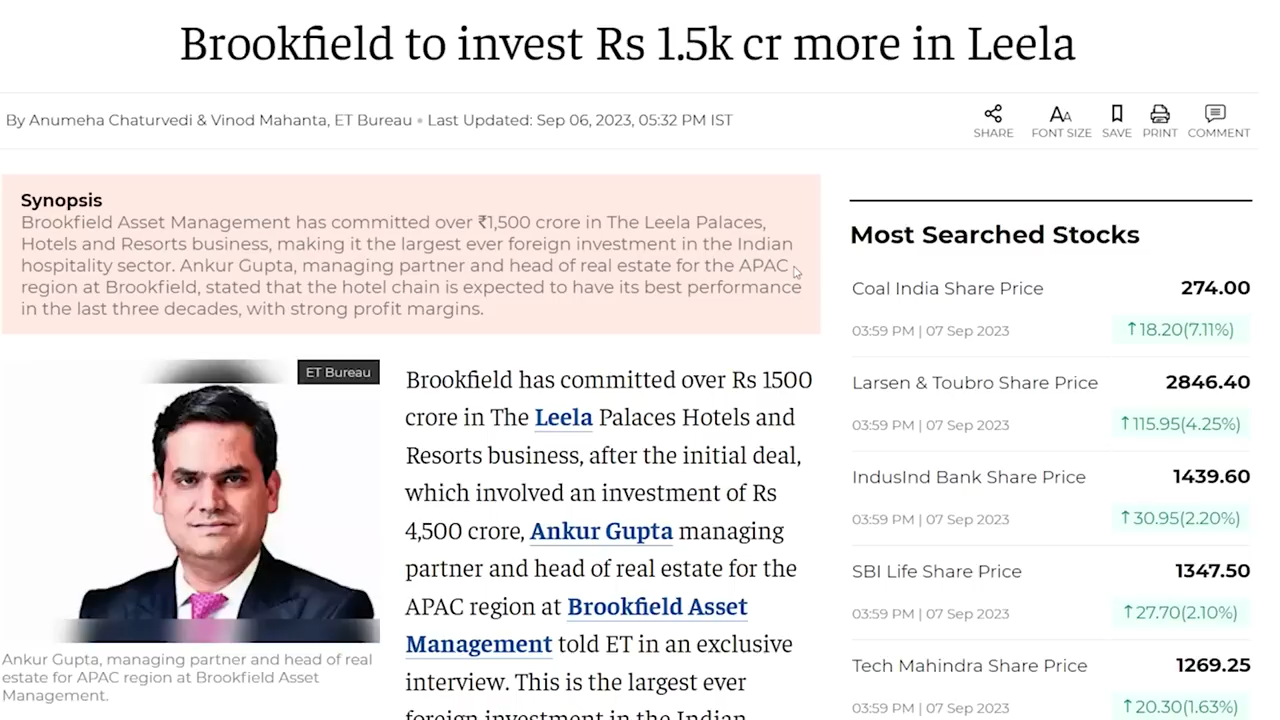 Brookfield to invest Rs 1.5k cr more in Leela
By Anumeha Chaturvedi & Vinod Mahanta, ET Bureau • Last Updated: Sep 06, 2023, 05:32 PM IST
SHARE
FONT SIZE
SAVE
PRINT
COMMENT
Synopsis
Brookfield Asset Management has committed over ₹1,500 crore in The Leela Palaces,
Hotels and Resorts business, making it the largest ever foreign investment in the Indian
hospitality sector. Ankur Gupta, managing partner and head of real estate for the APAC
region at Brookfield, stated that the hotel chain is expected to have its best performance
in the last three decades, with strong profit margins.
ET Bureau
Ankur Gupta, managing partner and head of real
estate for APAC region at Brookfield Asset
Management.
Brookfield has committed over Rs 1500
crore in The Leela Palaces Hotels and
Resorts business, after the initial deal,
which involved an investment of Rs
4,500 crore, Ankur Gupta managing
partner and head of real estate for the
APAC region at Brookfield Asset
Management told ET in an exclusive
interview. This is the largest ever
foreign investment in the Indian
Most Searched Stocks
Coal India Share Price 274.00
03:59 PM | 07 Sep 2023 ↑18.20(7.11%)
Larsen & Toubro Share Price 2846.40
03:59 PM | 07 Sep 2023 ↑115.95(4.25%)
IndusInd Bank Share Price 1439.60
03:59 PM | 07 Sep 2023 ↑30.95(2.20%)
SBI Life Share Price 1347.50
03:59 PM | 07 Sep 2023 ↑27.70(2.10%)
Tech Mahindra Share Price 1269.25
03:59 PM | 07 Sep 2023 ↑20.30(1.63%)